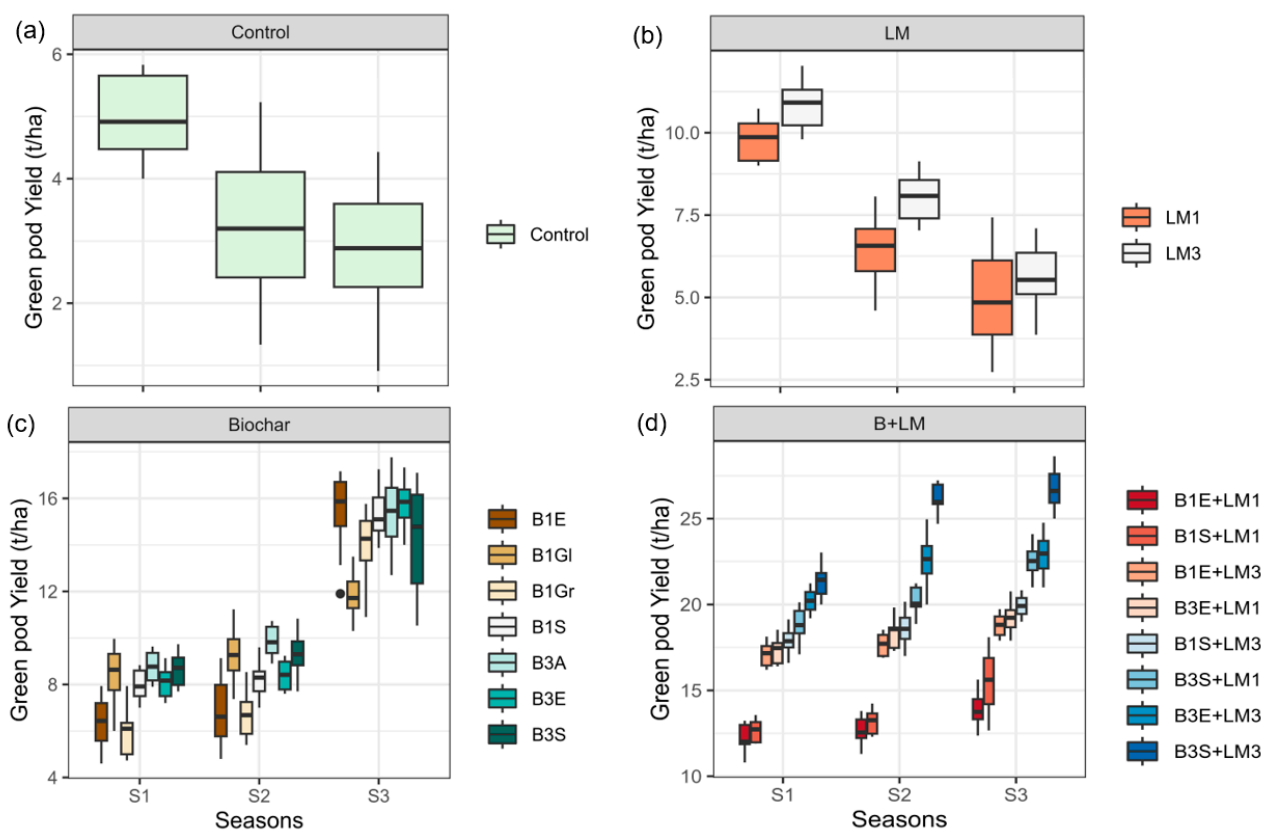 (a)
Control
Green pod Yield (t/ha)
6
4
2
Control
(b)
LM
Green pod Yield (t/ha)
10.0
7.5
5.0
2.5
LM1
LM3
(c)
Biochar
Green pod Yield (t/ha)
16
12
8
4
S1 S2 S3
Seasons
B1E
B1Gl
B1Gr
B1S
B3A
B3E
B3S
(d)
B+LM
Green pod Yield (t/ha)
25
20
15
10
S1 S2 S3
Seasons
B1E+LM1
B1S+LM1
B1E+LM3
B3E+LM1
B1S+LM3
B3S+LM1
B3E+LM3
B3S+LM3